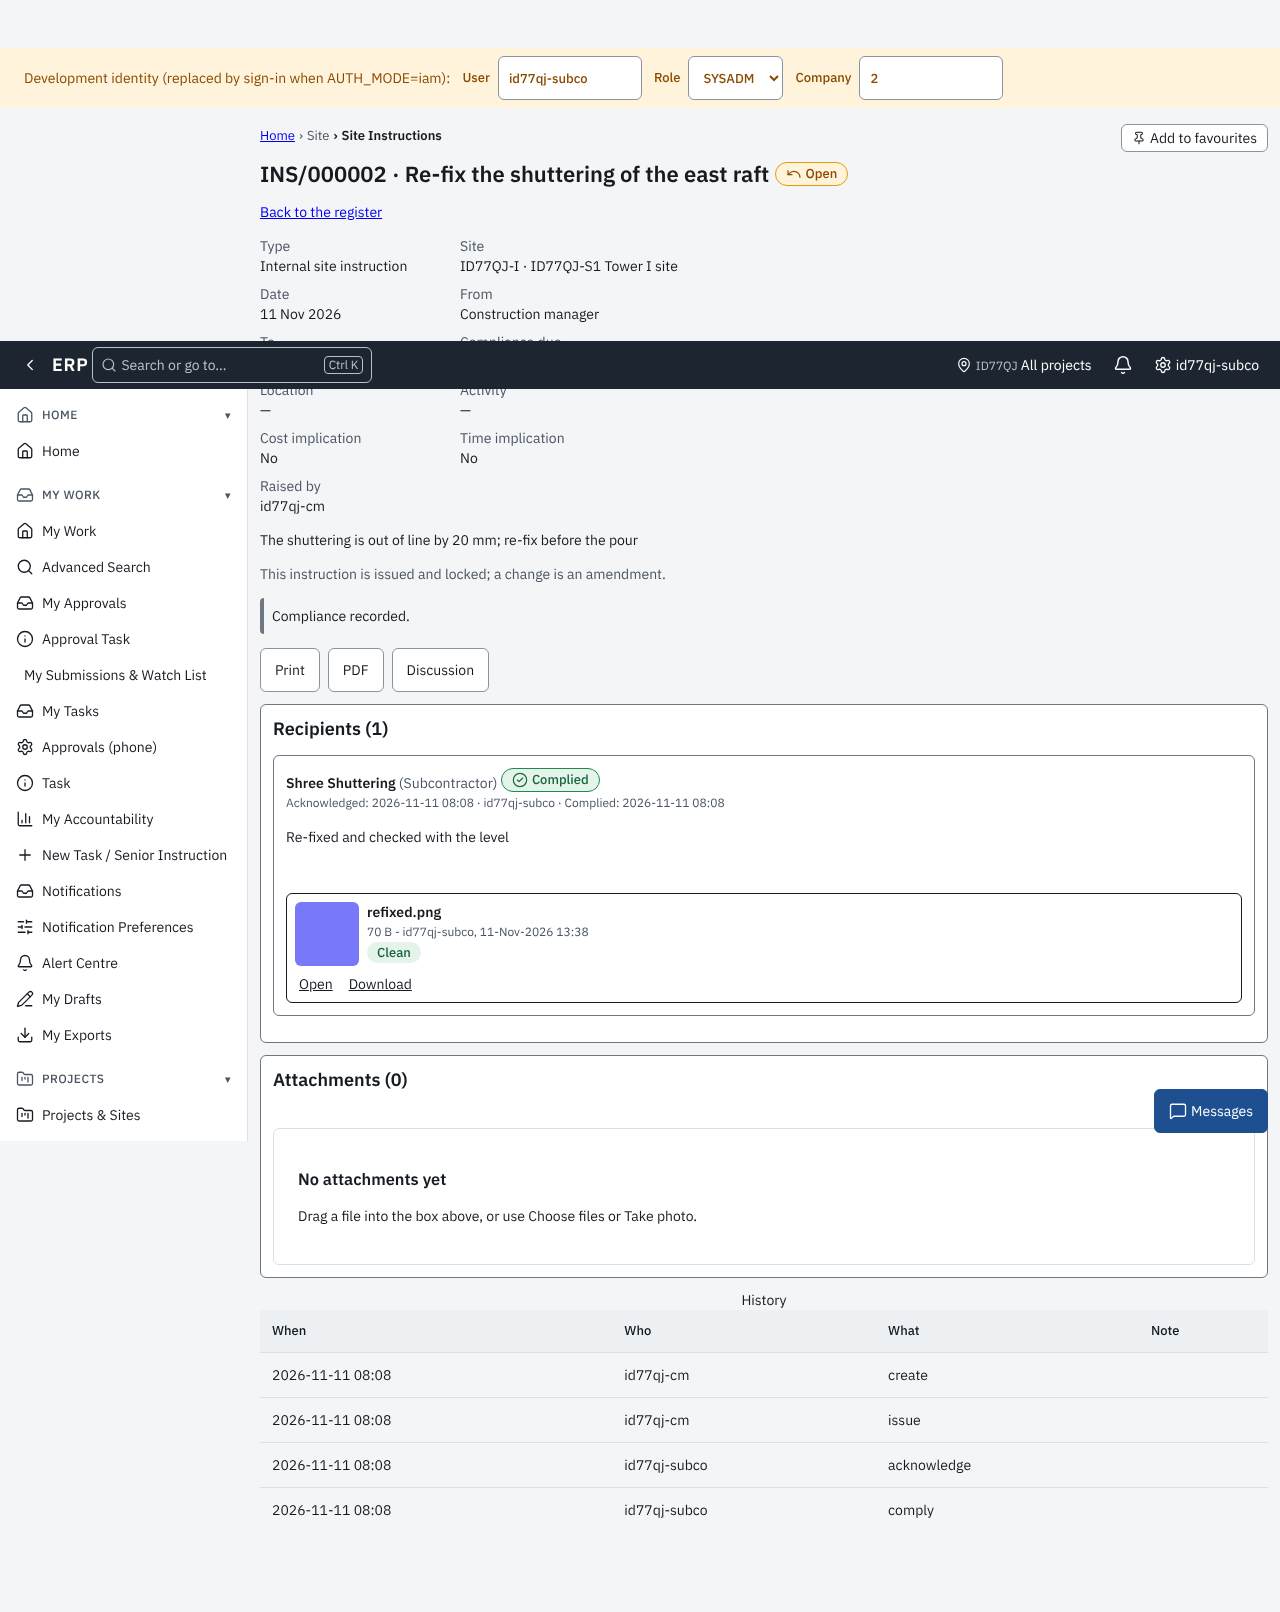 Development identity (replaced by sign-in when AUTH_MODE=iam): User id77qj-subco Role SYSADM Company 2
Home › Site › Site Instructions
Add to favourites
INS/000002 · Re-fix the shuttering of the east raft Open
Back to the register
Type Site
Internal site instruction ID77QJ-I · ID77QJ-S1 Tower I site
Date From
11 Nov 2026 Construction manager
ERP Search or go to... Ctrl K ID77QJ All projects id77qj-subco
Location Activity
— —
Cost implication Time implication
No No
Raised by
id77qj-cm
The shuttering is out of line by 20 mm; re-fix before the pour
This instruction is issued and locked; a change is an amendment.
Compliance recorded.
Print PDF Discussion
HOME
Home
MY WORK
My Work
Advanced Search
My Approvals
Approval Task
My Submissions & Watch List
My Tasks
Approvals (phone)
Task
My Accountability
New Task / Senior Instruction
Notifications
Notification Preferences
Alert Centre
My Drafts
My Exports
PROJECTS
Projects & Sites
Recipients (1)
Shree Shuttering (Subcontractor) Complied
Acknowledged: 2026-11-11 08:08 · id77qj-subco · Complied: 2026-11-11 08:08
Re-fixed and checked with the level
refixed.png
70 B - id77qj-subco, 11-Nov-2026 13:38
Clean
Open Download
Attachments (0)
Messages
No attachments yet
Drag a file into the box above, or use Choose files or Take photo.
History
When Who What Note
2026-11-11 08:08 id77qj-cm create
2026-11-11 08:08 id77qj-cm issue
2026-11-11 08:08 id77qj-subco acknowledge
2026-11-11 08:08 id77qj-subco comply